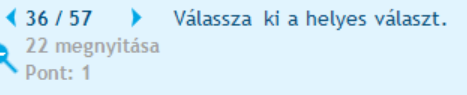 36 / 57 Válassza ki a helyes választ.
22 megnyitása
Pont: 1